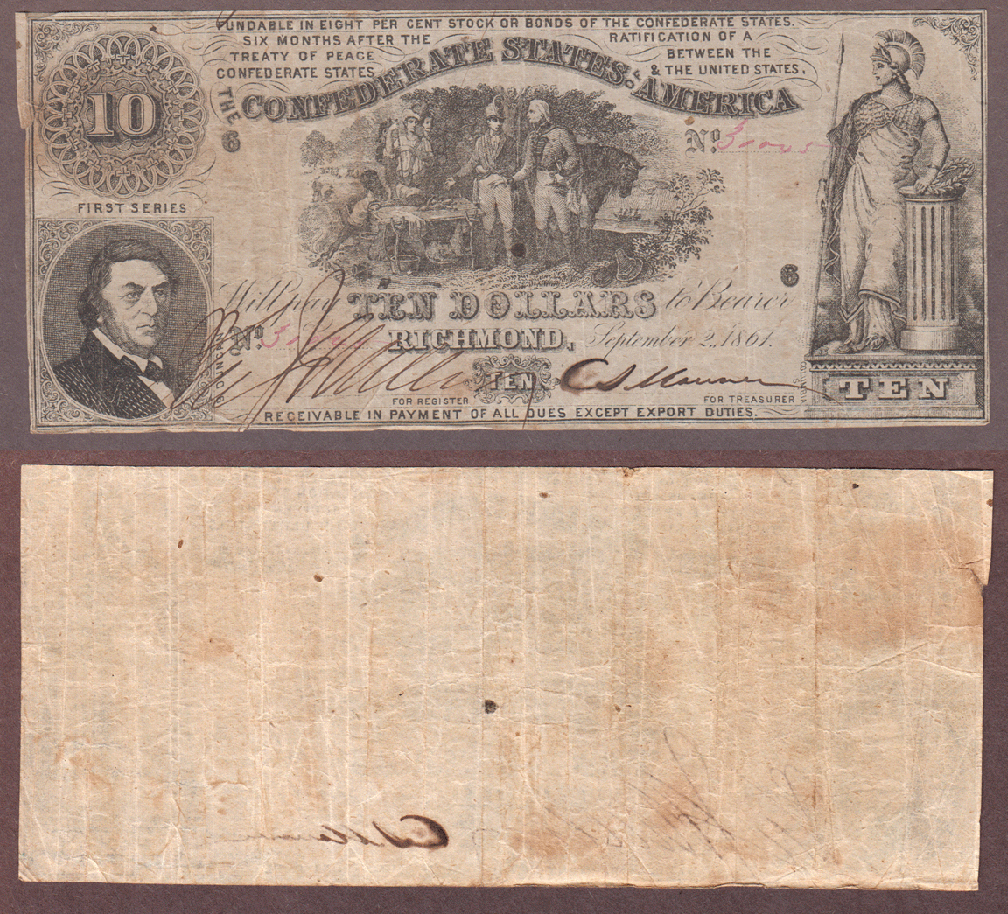 FUNDABLE IN EIGHT PER CENT STOCK OR BONDS OF THE CONFEDERATE STATES.
SIX MONTHS AFTER THE RATIFICATION OF A
TREATY OF PEACE BETWEEN THE
CONFEDERATE STATES & THE UNITED STATES.
THE CONFEDERATE STATES OF AMERICA
10
6
No.
FIRST SERIES
6
Will pay TEN DOLLARS to Bearer
No.
RICHMOND, September 2, 1861.
TEN
TEN
FOR REGISTER FOR TREASURER
RECEIVABLE IN PAYMENT OF ALL DUES EXCEPT EXPORT DUTIES.